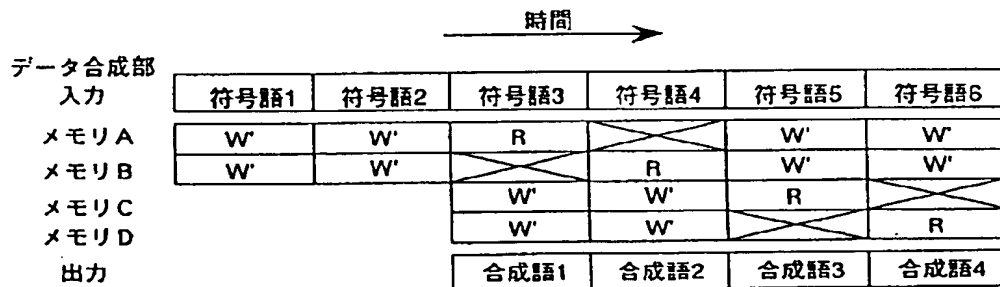 時間
データ合成部
入力 符号語1 符号語2 符号語3 符号語4 符号語5 符号語6
メモリA W' W' R W' W'
メモリB W' W' R W' W'
メモリC W' W' R
メモリD W' W' R
出力 合成語1 合成語2 合成語3 合成語4